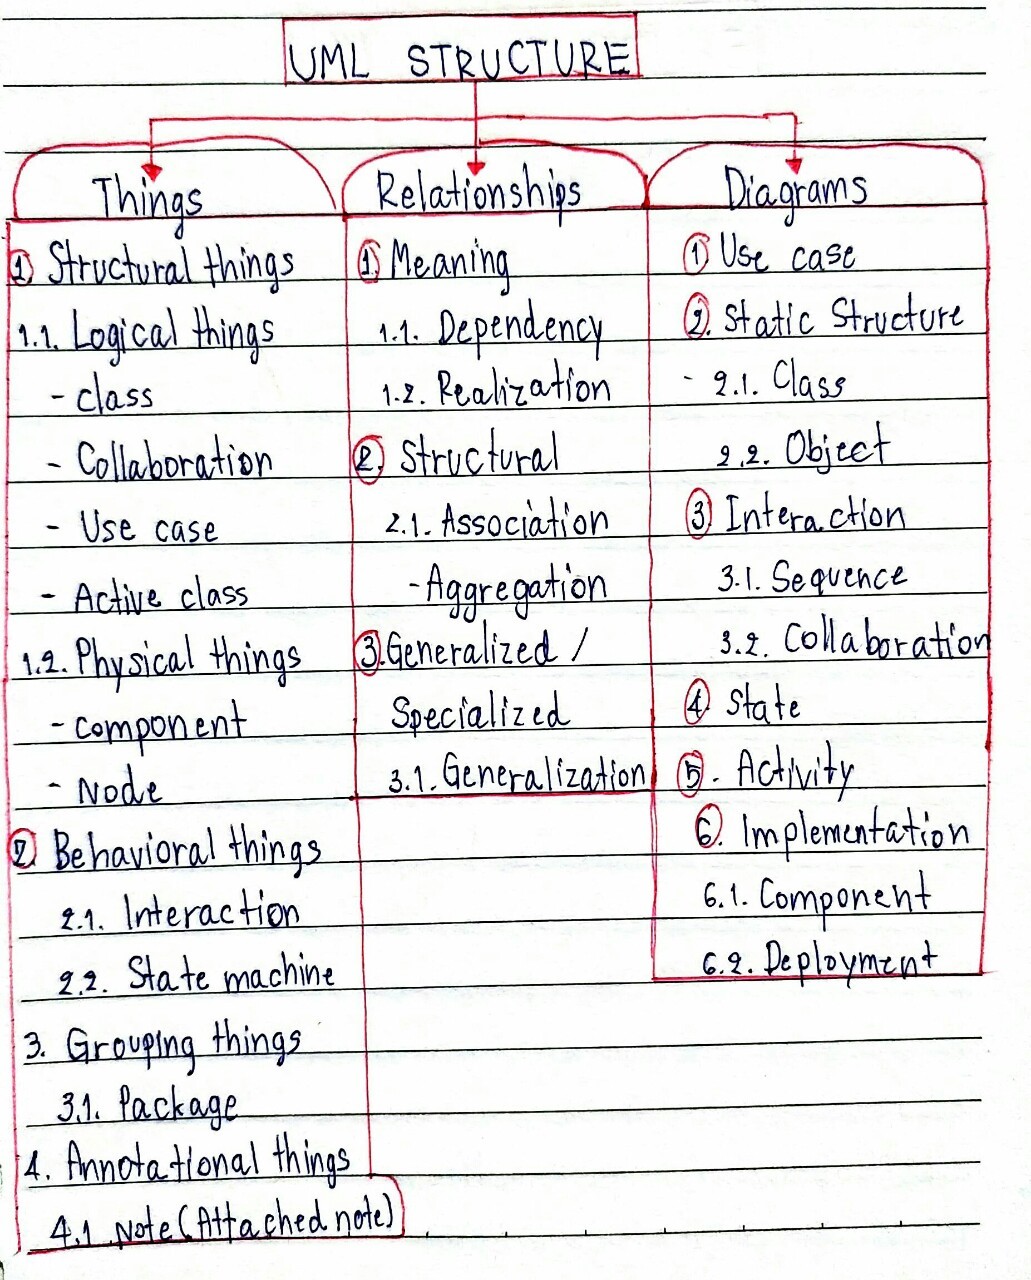 UML STRUCTURE
Things
① Structural things
1.1. Logical things
- class
- Collaboration
- Use case
- Active class
1.2. Physical things
- component
- Node
② Behavioral things
2.1. Interaction
2.2. State machine
3. Grouping things
3.1. Package
4. Annotational things
4.1 Note (Attached note)
Relationships
① Meaning
1.1. Dependency
1.2. Realization
②. Structural
2.1. Association
- Aggregation
③. Generalized /
Specialized
3.1. Generalization
Diagrams
① Use case
②. Static Structure
- 2.1. Class
2.2. Object
③ Interaction
3.1. Sequence
3.2. Collaboration
④ State
⑤. Activity
⑥. Implementation
6.1. Component
6.2. Deployment